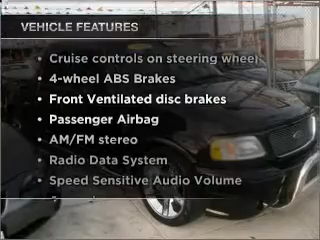 VEHICLE FEATURES
• Cruise controls on steering wheel
• 4-wheel ABS Brakes
• Front Ventilated disc brakes
• Passenger Airbag
• AM/FM stereo
• Radio Data System
• Speed Sensitive Audio Volume